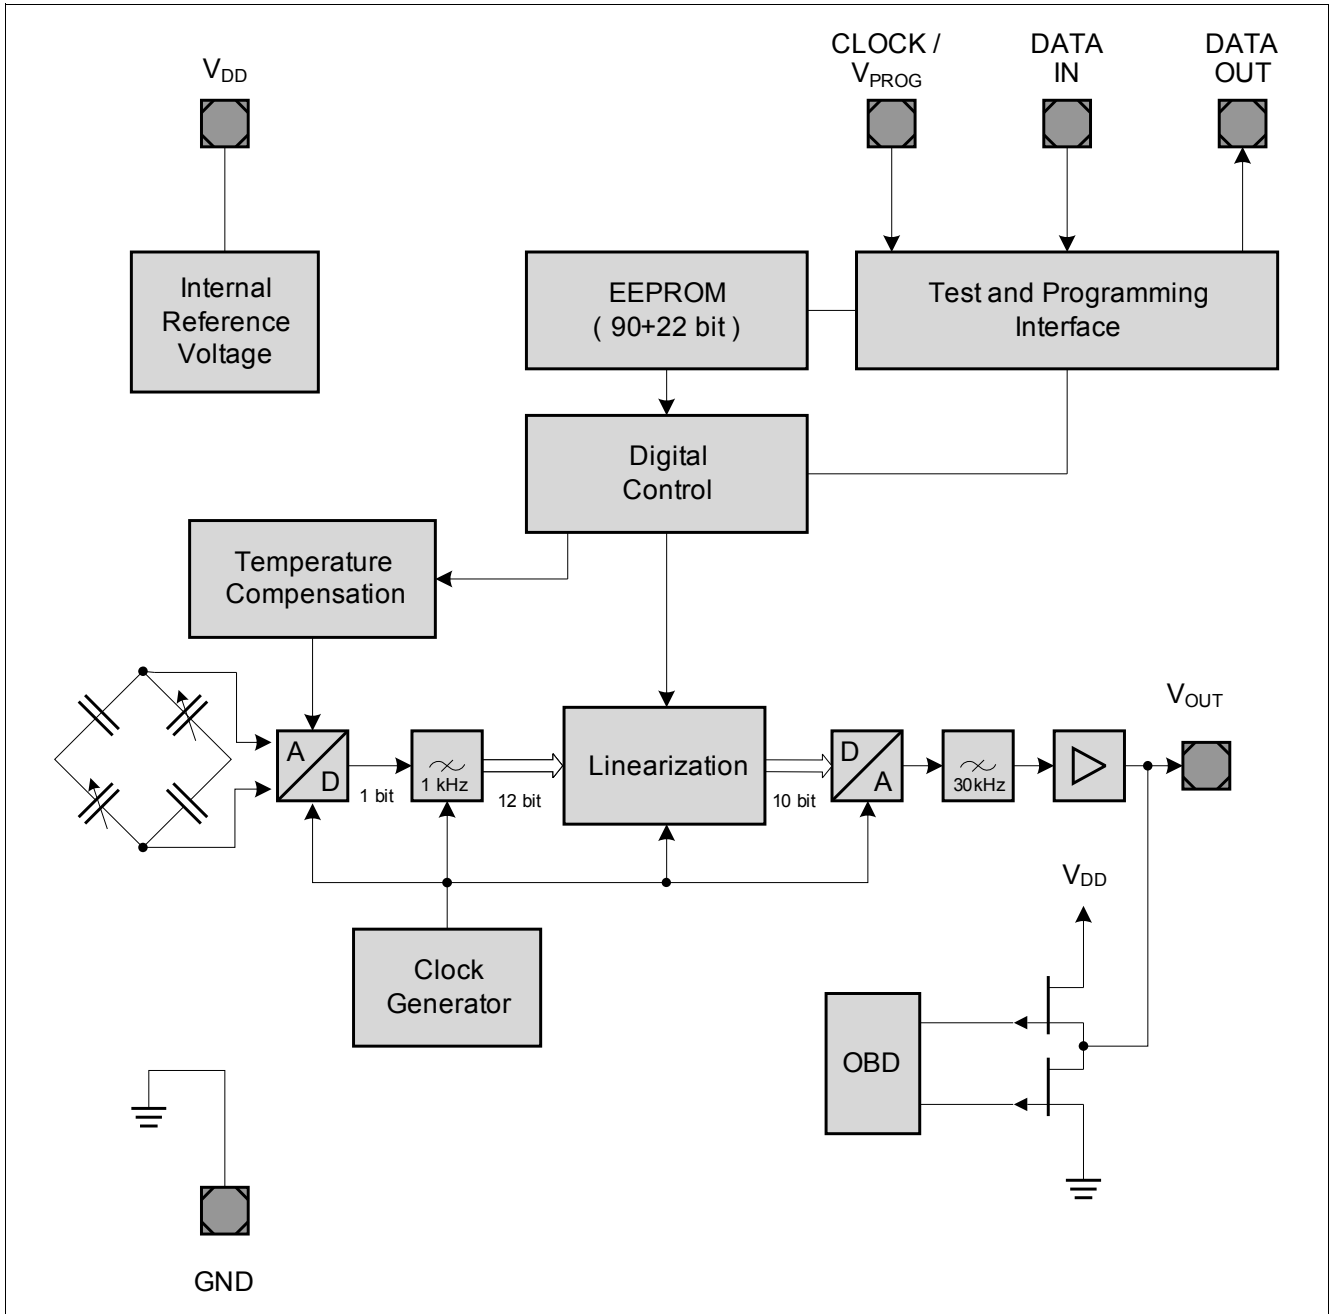 V_DD
CLOCK /
V_PROG
DATA
IN
DATA
OUT
Internal
Reference
Voltage
EEPROM
( 90+22 bit )
Test and Programming
Interface
Digital
Control
Temperature
Compensation
A
D
1 bit
1 kHz
12 bit
Linearization
10 bit
D
A
30kHz
V_OUT
Clock
Generator
V_DD
OBD
GND